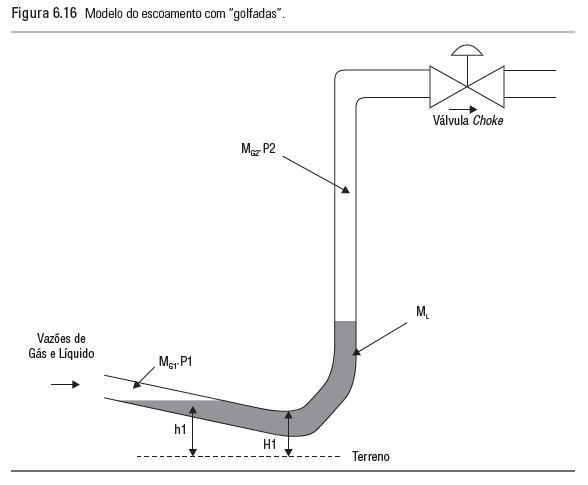 Figura 6.16 Modelo do escoamento com “golfadas”.
Válvula Choke
MG2, P2
ML
Vazões de
Gás e Líquido
MG1, P1
h1
H1
Terreno